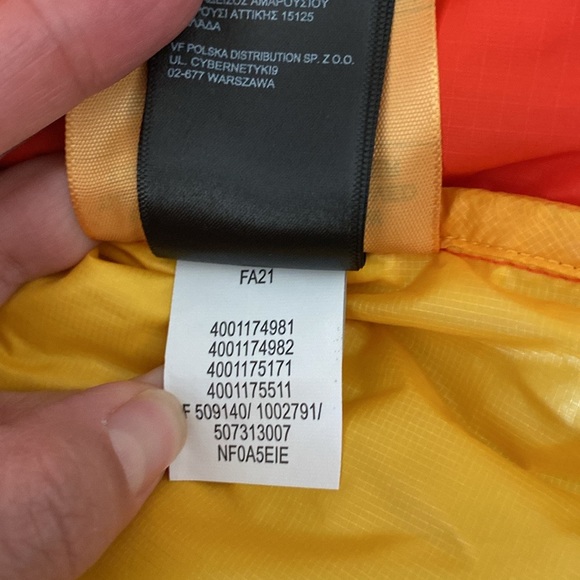 ΑΜΑΡΟΥΣΙΟΥ
ΑΤΤΙΚΗΣ 15125
VF POLSKA DISTRIBUTION SP. Z O.O.
UL. CYBERNETYKI9
02-677 WARSZAWA
FA21
4001174981
4001174982
4001175171
4001175511
F 509140/ 1002791/
507313007
NF0A5EIE